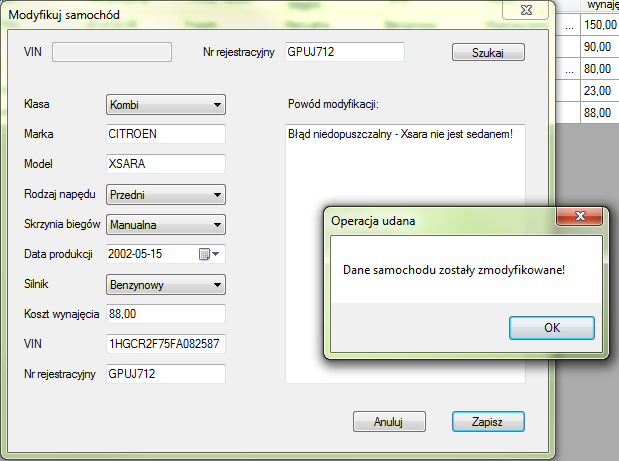 Modyfikuj samochód
wynaję
VIN Nr rejestracyjny GPUJ712 Szukaj
... 150,00
90,00
... 80,00
23,00
88,00
Klasa Kombi
Marka CITROEN
Model XSARA
Rodzaj napędu Przedni
Skrzynia biegów Manualna
Data produkcji 2002-05-15
Silnik Benzynowy
Koszt wynajęcia 88,00
VIN 1HGCR2F75FA082587
Nr rejestracyjny GPUJ712
Powód modyfikacji:
Błąd niedopuszczalny - Xsara nie jest sedanem!
Operacja udana
Dane samochodu zostały zmodyfikowane!
OK
Anuluj Zapisz